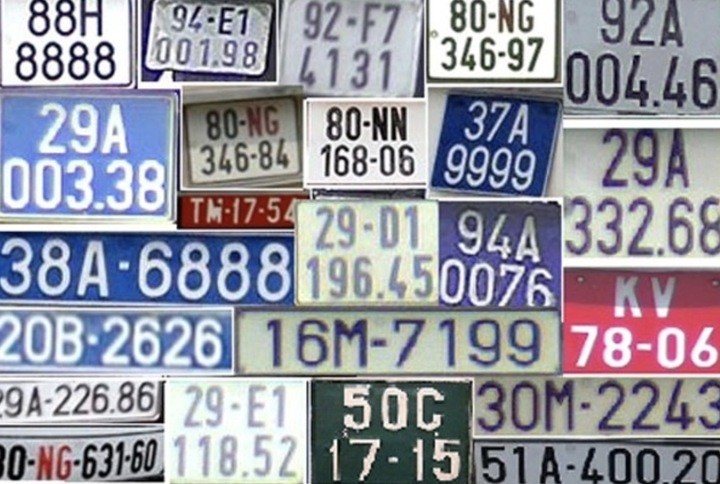 88H
8888
94-E1
001.98
92-F7
4131
80-NG
346-97
92A
004.46
29A
003.38
80-NG
346-84
80-NN
168-06
37A
9999
29A
332.68
TM-17-54
38A-6888
29-D1
196.45
94A
0076
KV
78-06
20B-2626
16M-7199
29A-226.86
29-E1
118.52
50C
17-15
30M-2243
80-NG-631-60
51A-400.20